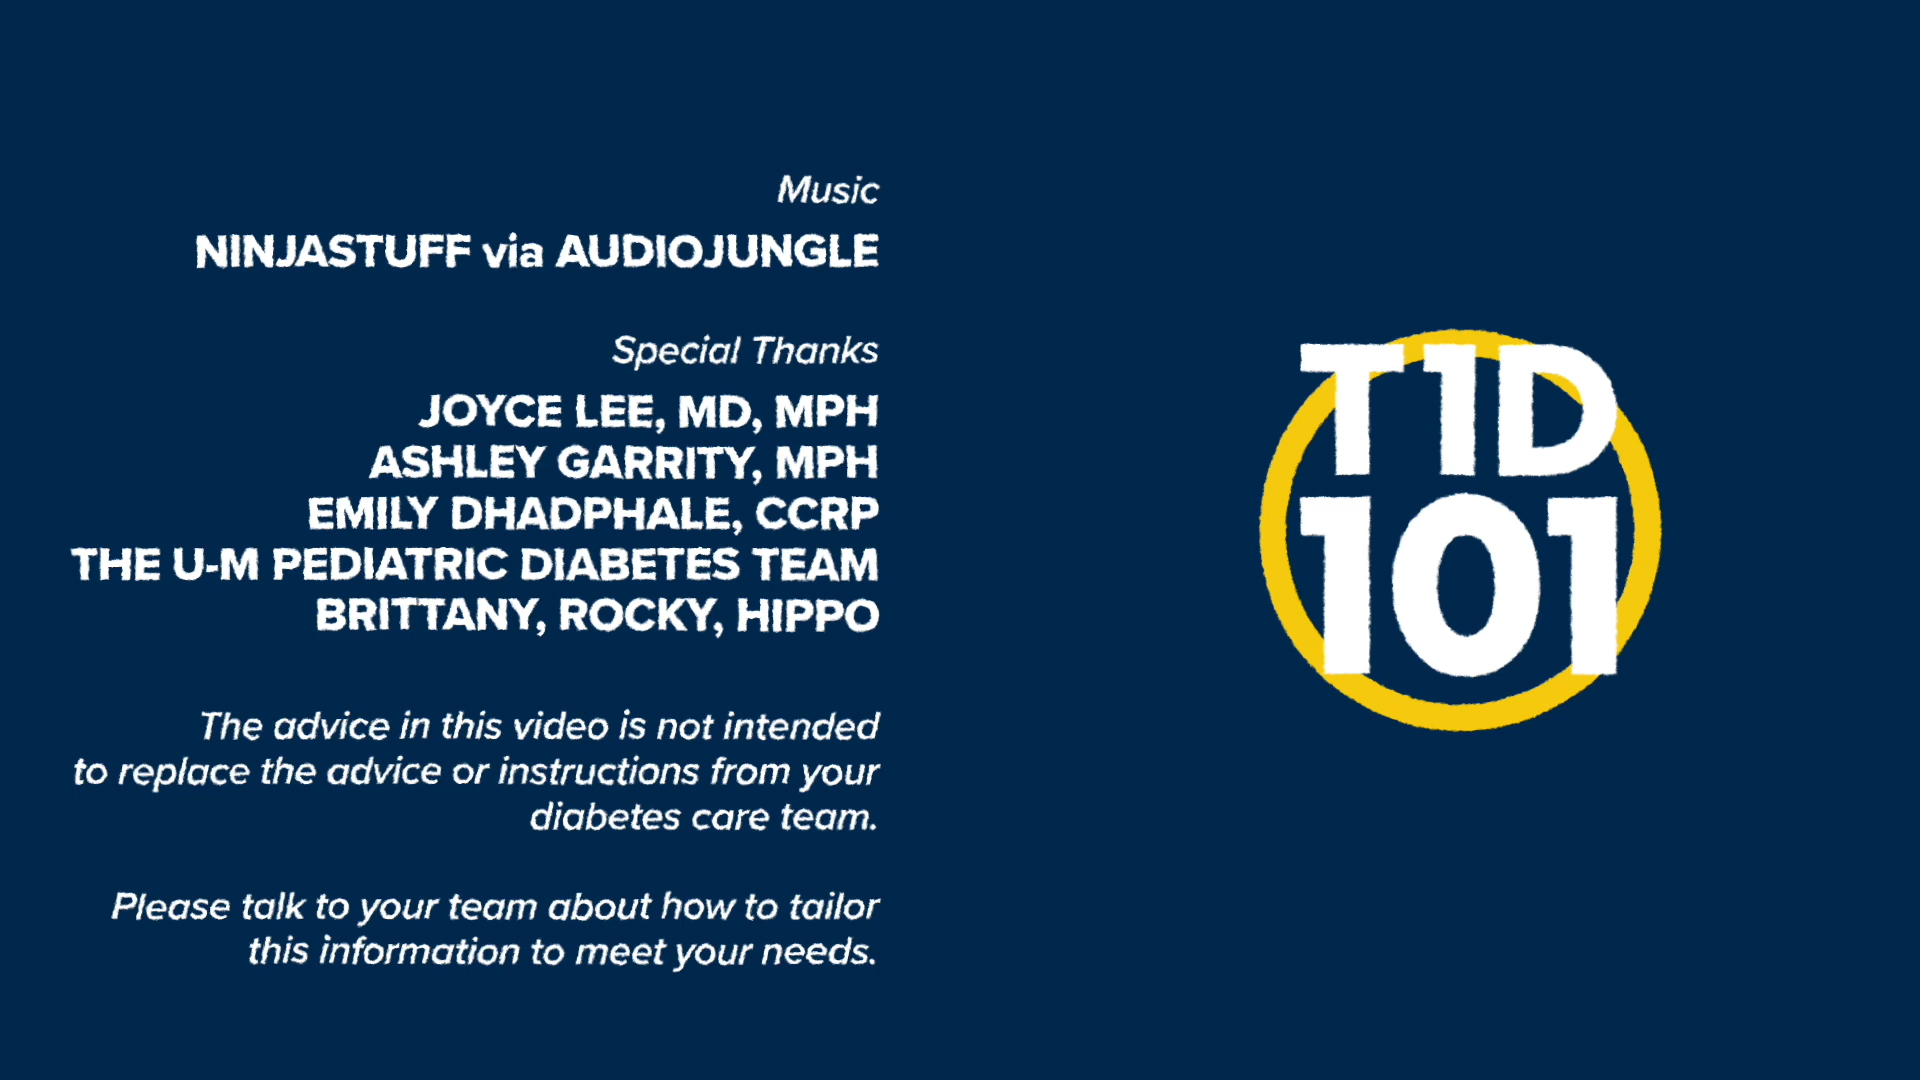 Music
NINJASTUFF via AUDIOJUNGLE
Special Thanks
JOYCE LEE, MD, MPH
ASHLEY GARRITY, MPH
EMILY DHADPHALE, CCRP
THE U-M PEDIATRIC DIABETES TEAM
BRITTANY, ROCKY, HIPPO
The advice in this video is not intended
to replace the advice or instructions from your
diabetes care team.
Please talk to your team about how to tailor
this information to meet your needs.
T1D
101